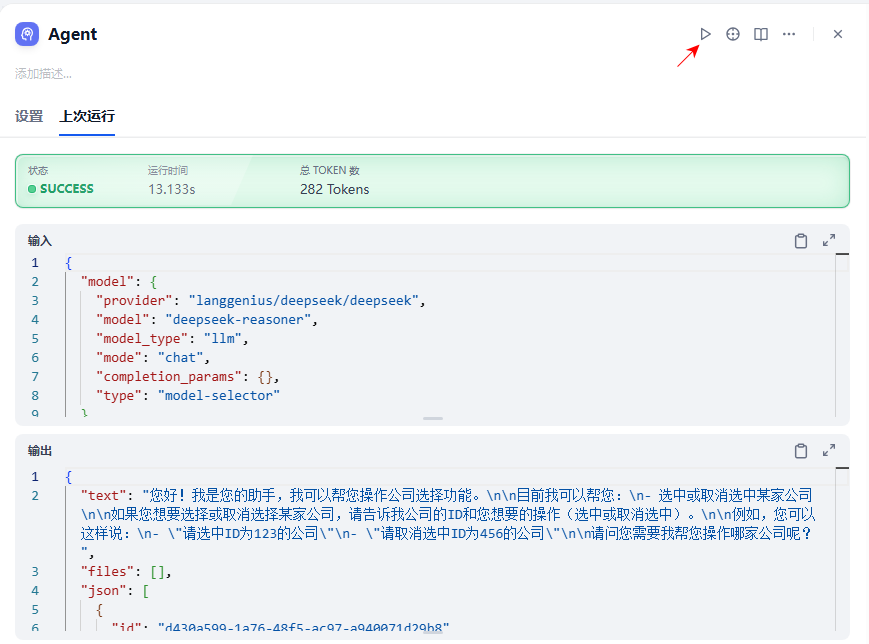 Agent
添加描述...
设置 上次运行
状态 运行时间 总 TOKEN 数
SUCCESS 13.133s 282 Tokens
输入
1 {
2 "model": {
3 "provider": "langgenius/deepseek/deepseek",
4 "model": "deepseek-reasoner",
5 "model_type": "llm",
6 "mode": "chat",
7 "completion_params": {},
8 "type": "model-selector"
9 }
输出
1 {
2 "text": "您好！我是您的助手，我可以帮您操作公司选择功能。\n\n目前我可以帮您：\n- 选中或取消选中某家公司
\n\n如果您想要选择或取消选择某家公司，请告诉我公司的ID和您想要的操作（选中或取消选中）。\n\n例如，您可以
这样说：\n- \"请选中ID为123的公司\"\n- \"请取消选中ID为456的公司\"\n\n请问您需要我帮您操作哪家公司呢？
",
3 "files": [],
4 "json": [
5 {
6 "id": "d430a599-1a76-48f5-ac97-a940071d29b8"